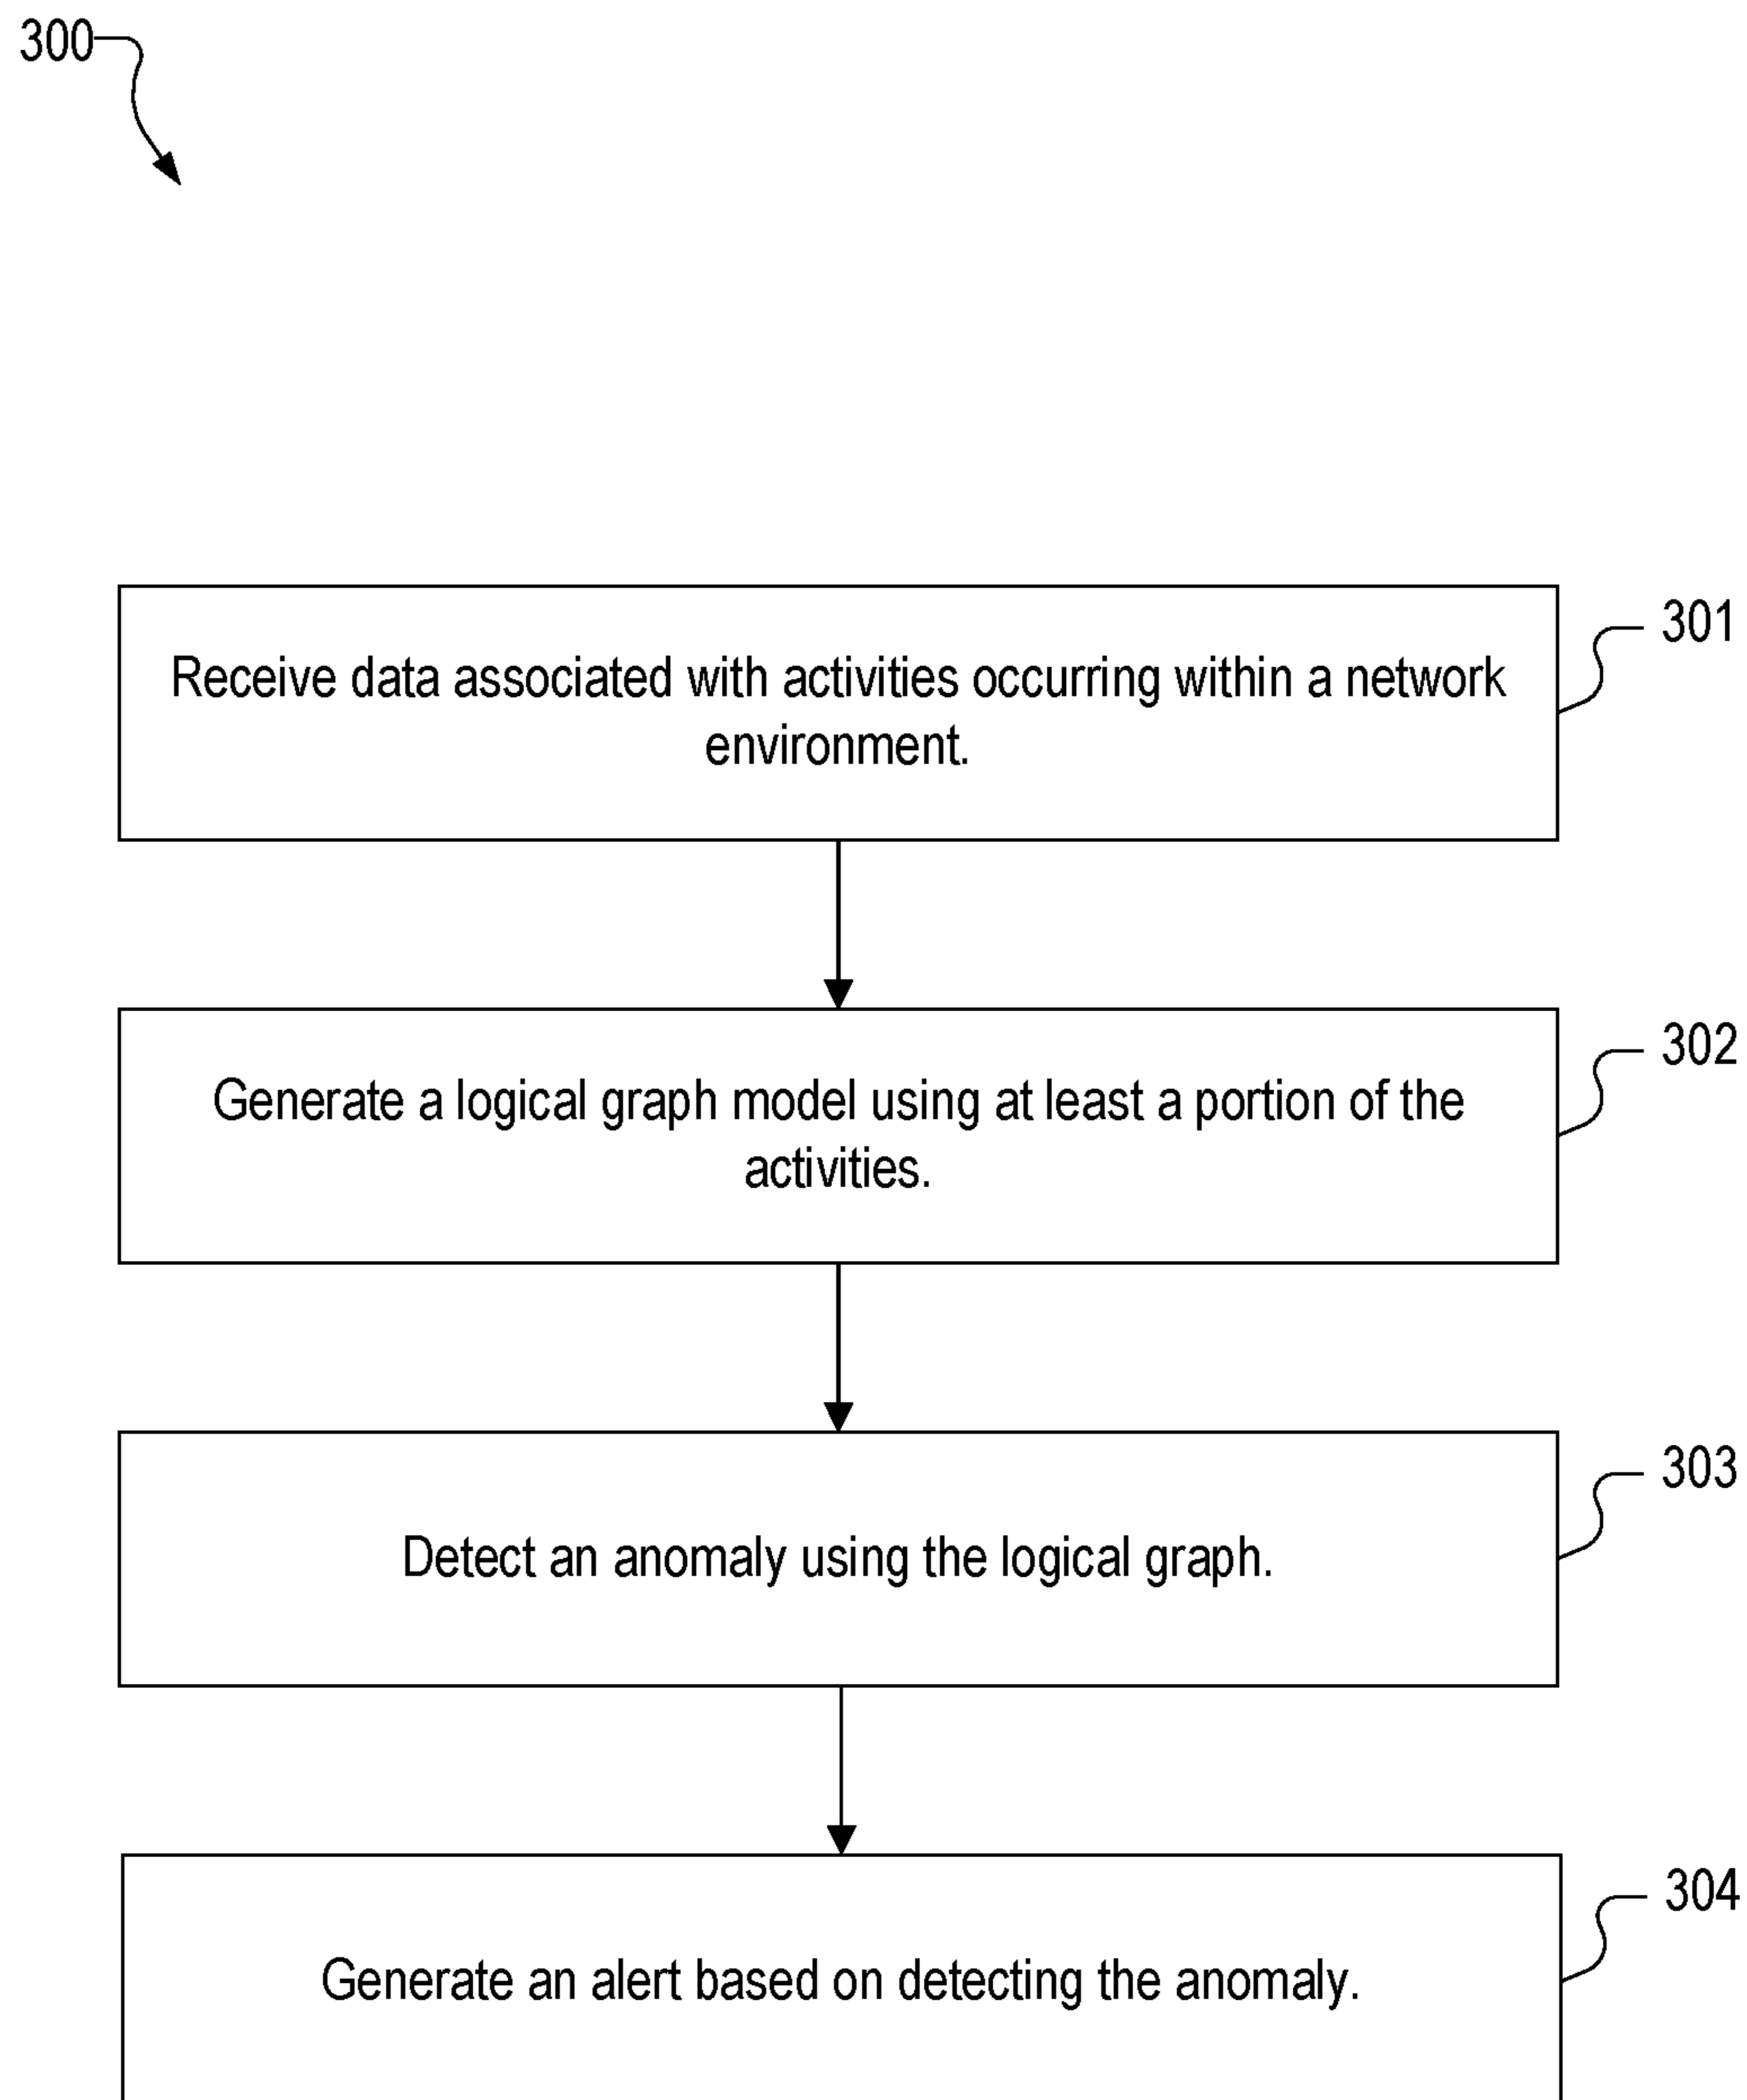 300
301
Receive data associated with activities occurring within a network
environment.
302
Generate a logical graph model using at least a portion of the
activities.
303
Detect an anomaly using the logical graph.
304
Generate an alert based on detecting the anomaly.